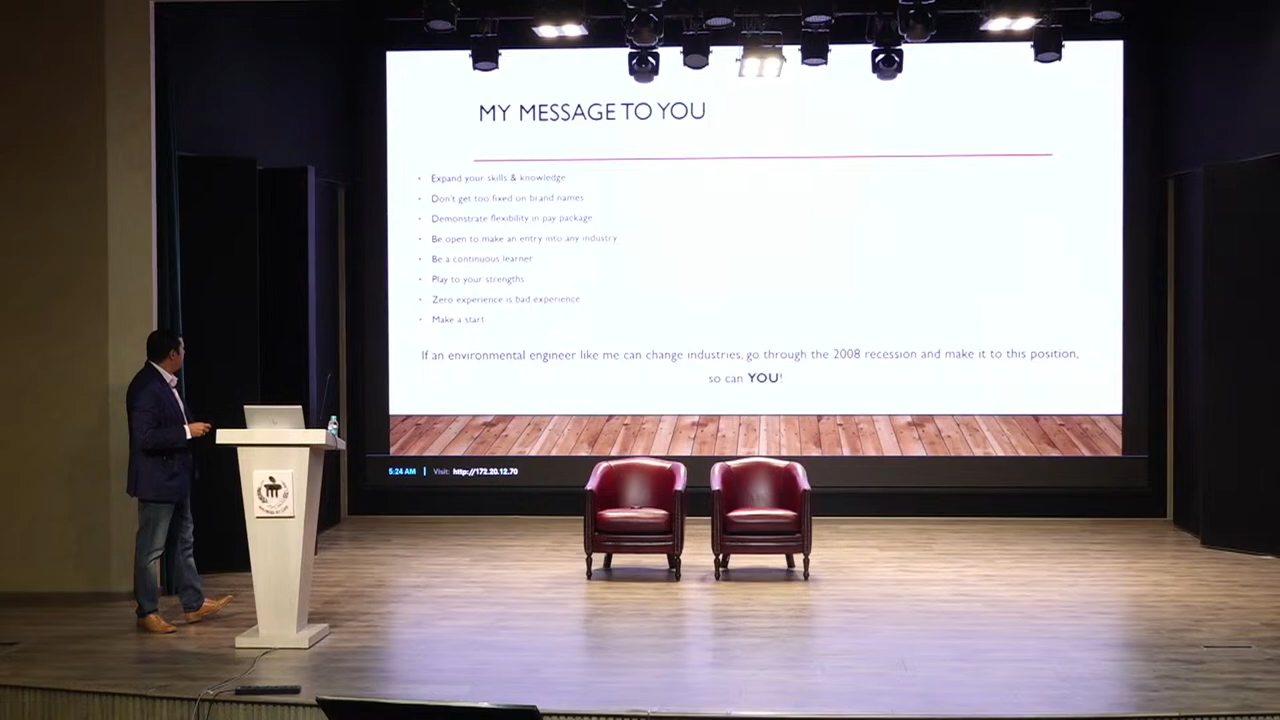 MY MESSAGE TO YOU
• Expand your skills & knowledge
• Don't get too fixed on brand names
• Demonstrate flexibility in pay package
• Be open to make an entry into any industry
• Be a continuous learner
• Play to your strengths
• Zero experience is bad experience
• Make a start...
If an environmental engineer like me can change industries, go through the 2008 recession and make it to this position,
so can YOU!
5:24 AM | Visit: http://172.20.12.70